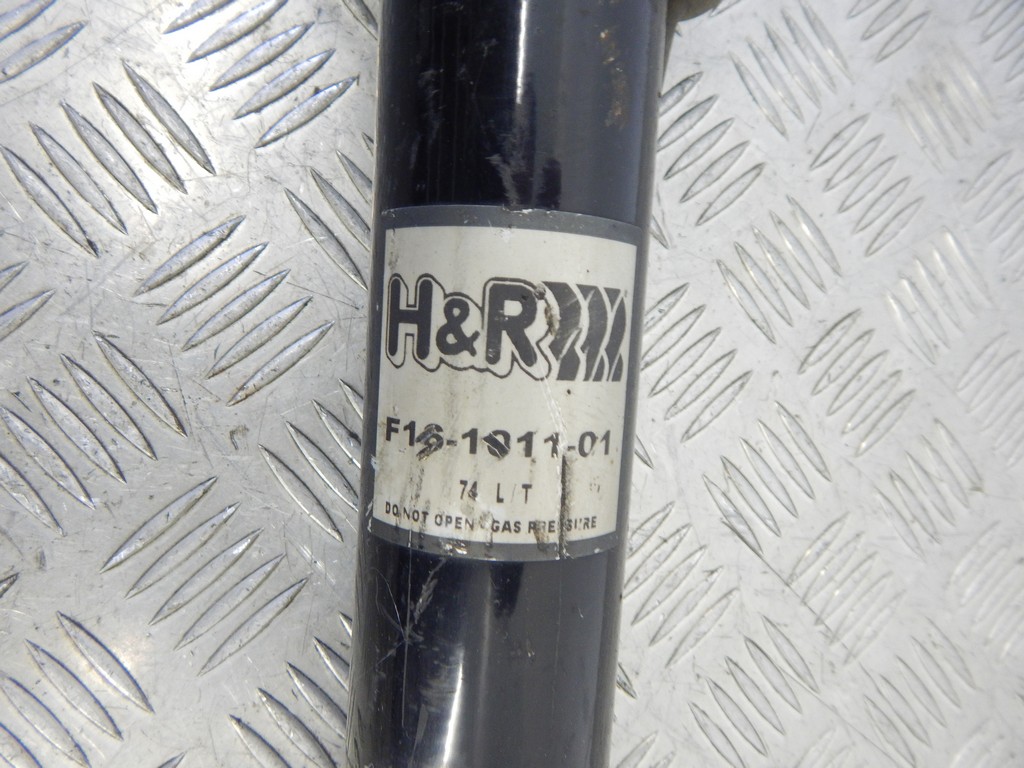 H&R
F16-1011-01
74 L/T
DO NOT OPEN GAS PRESSURE